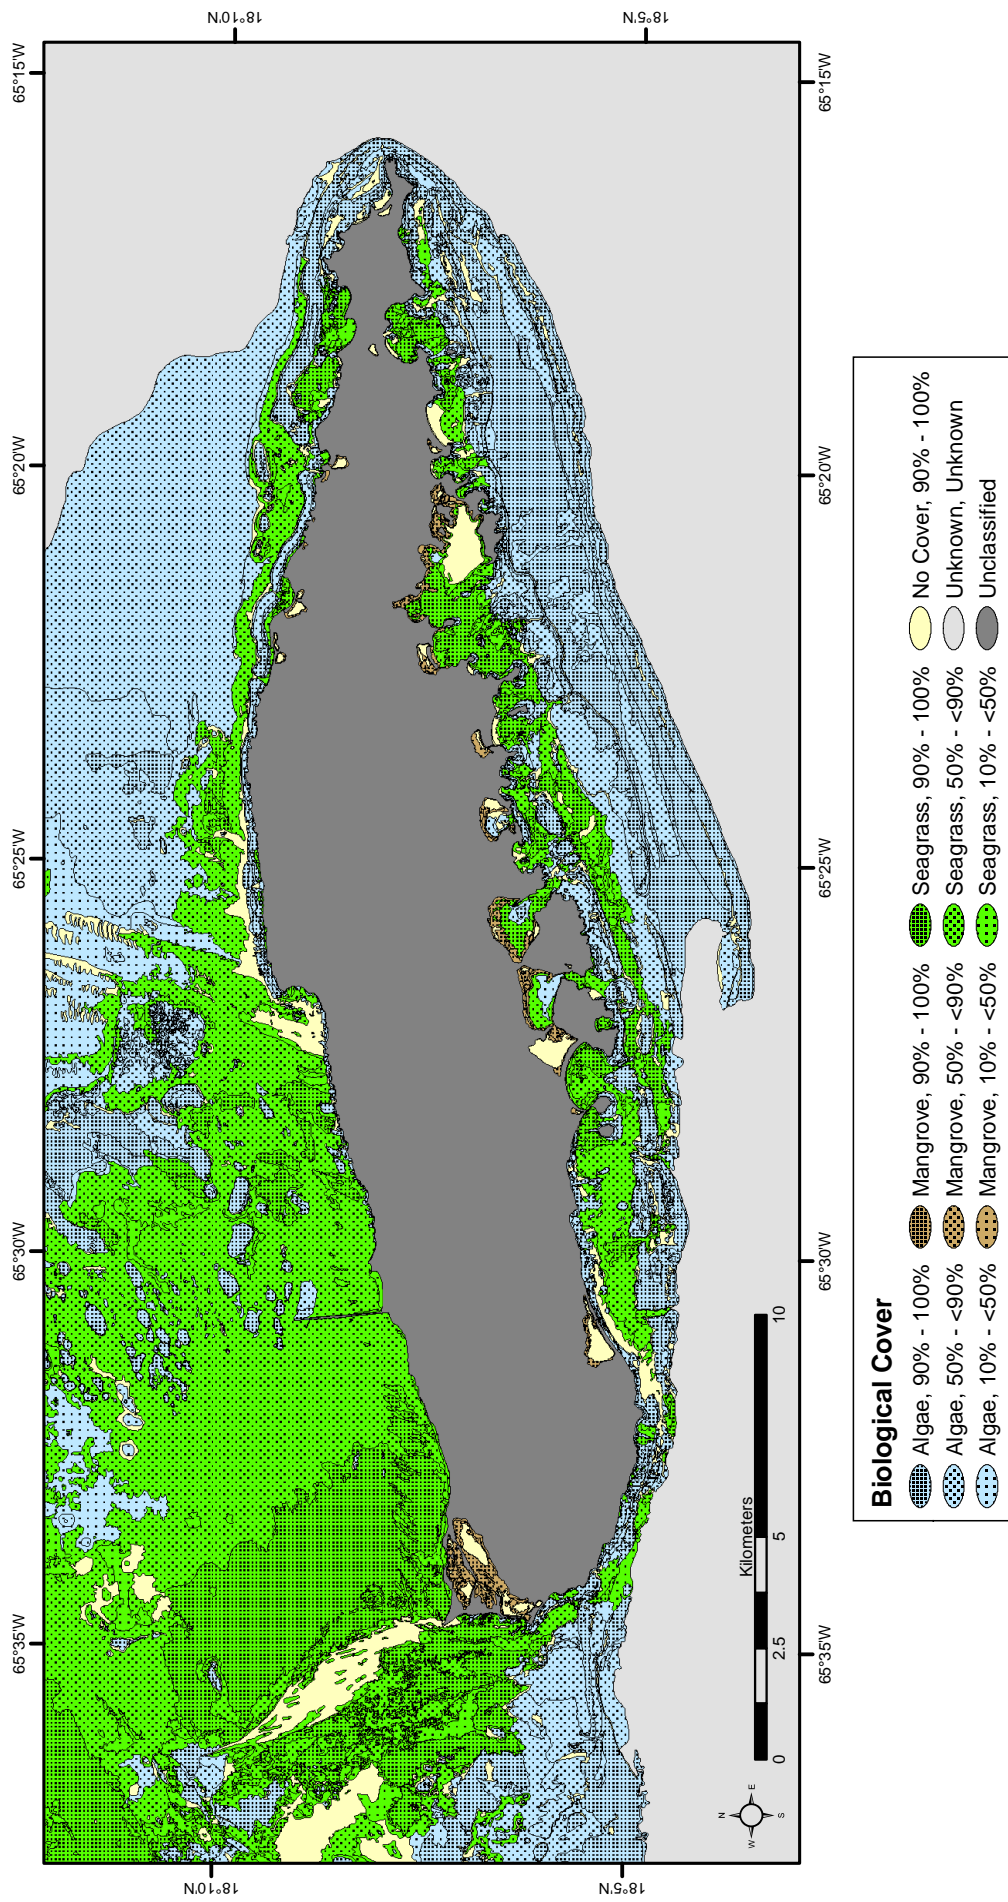 65°35'W 65°30'W 65°25'W 65°20'W 65°15'W
18°10'N 18°10'N
18°5'N 18°5'N
N
W E
S
Kilometers
0 2.5 5 10
65°35'W 65°30'W 65°25'W 65°20'W 65°15'W
Biological Cover
Algae, 90% - 100% Mangrove, 90% - 100% Seagrass, 90% - 100% No Cover, 90% - 100%
Algae, 50% - <90% Mangrove, 50% - <90% Seagrass, 50% - <90% Unknown, Unknown
Algae, 10% - <50% Mangrove, 10% - <50% Seagrass, 10% - <50% Unclassified